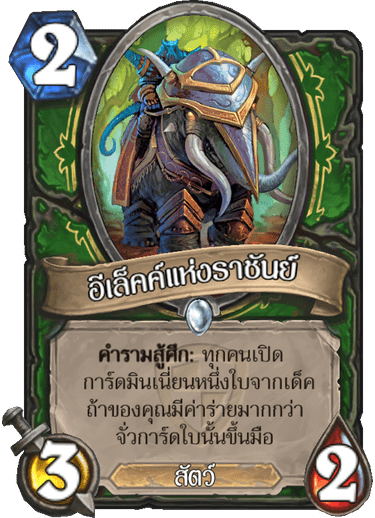 2
อีเล็คค์แห่งราชันย์
คำรามสู้ศึก: ทุกคนเปิด
การ์ดมินเนี่ยนหนึ่งใบจากเด็ค
ถ้าของคุณมีค่าร่ายมากกว่า
จั่วการ์ดใบนั้นขึ้นมือ
3
สัตว์
2